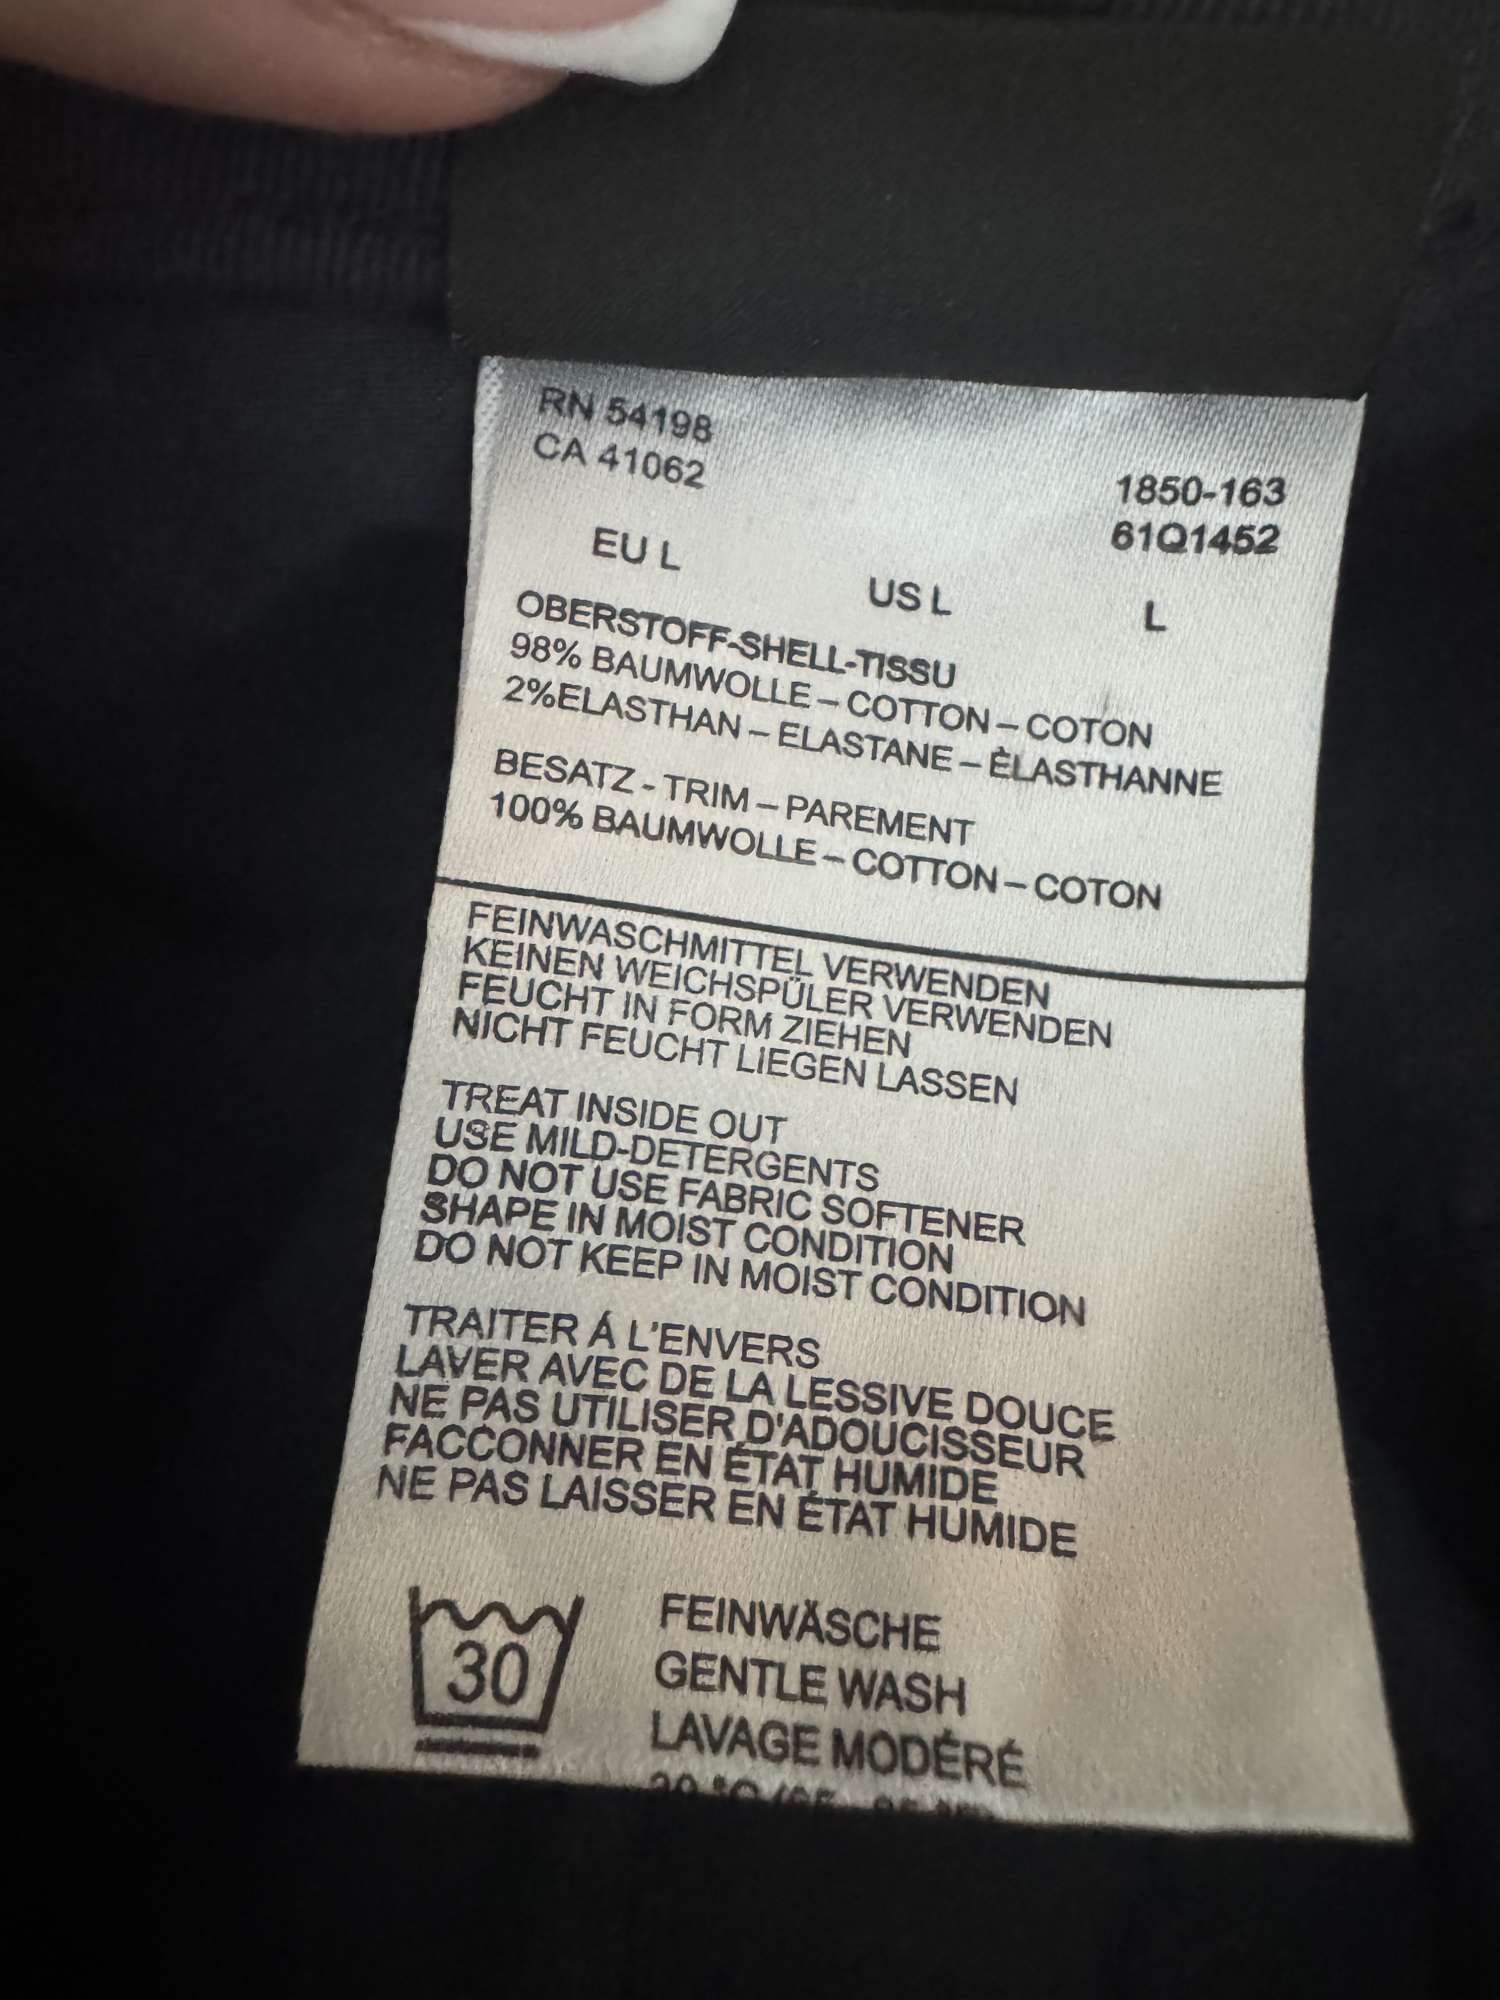 RN 54198
CA 41062
1850-163
61Q1452
EU L US L L
OBERSTOFF-SHELL-TISSU
98% BAUMWOLLE – COTTON – COTON
2%ELASTHAN – ELASTANE – ÈLASTHANNE
BESATZ - TRIM – PAREMENT
100% BAUMWOLLE – COTTON – COTON
FEINWASCHMITTEL VERWENDEN
KEINEN WEICHSPÜLER VERWENDEN
FEUCHT IN FORM ZIEHEN
NICHT FEUCHT LIEGEN LASSEN
TREAT INSIDE OUT
USE MILD-DETERGENTS
DO NOT USE FABRIC SOFTENER
SHAPE IN MOIST CONDITION
DO NOT KEEP IN MOIST CONDITION
TRAITER Á L'ENVERS
LAVER AVEC DE LA LESSIVE DOUCE
NE PAS UTILISER D'ADOUCISSEUR
FACCONNER EN ÉTAT HUMIDE
NE PAS LAISSER EN ÉTAT HUMIDE
30
FEINWÄSCHE
GENTLE WASH
LAVAGE MODÉRÉ